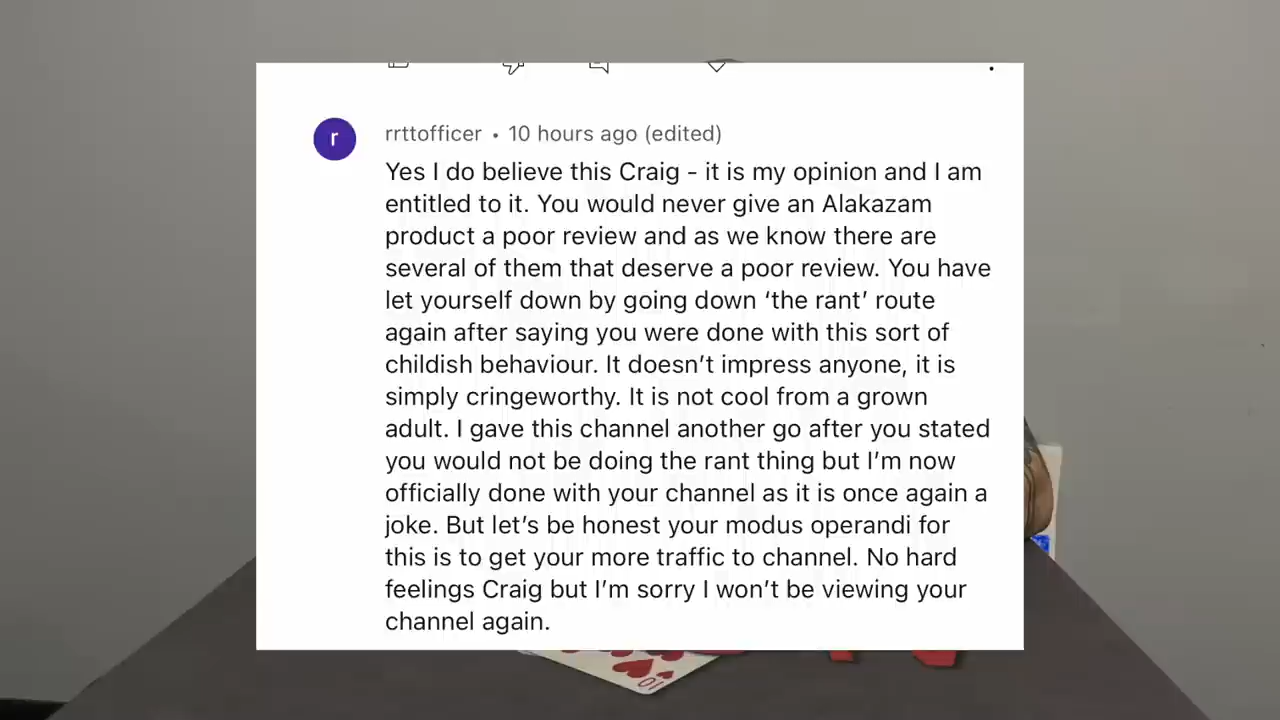 rrttofficer • 10 hours ago (edited)
Yes I do believe this Craig - it is my opinion and I am
entitled to it. You would never give an Alakazam
product a poor review and as we know there are
several of them that deserve a poor review. You have
let yourself down by going down ‘the rant’ route
again after saying you were done with this sort of
childish behaviour. It doesn’t impress anyone, it is
simply cringeworthy. It is not cool from a grown
adult. I gave this channel another go after you stated
you would not be doing the rant thing but I’m now
officially done with your channel as it is once again a
joke. But let’s be honest your modus operandi for
this is to get your more traffic to channel. No hard
feelings Craig but I’m sorry I won’t be viewing your
channel again.
r
10